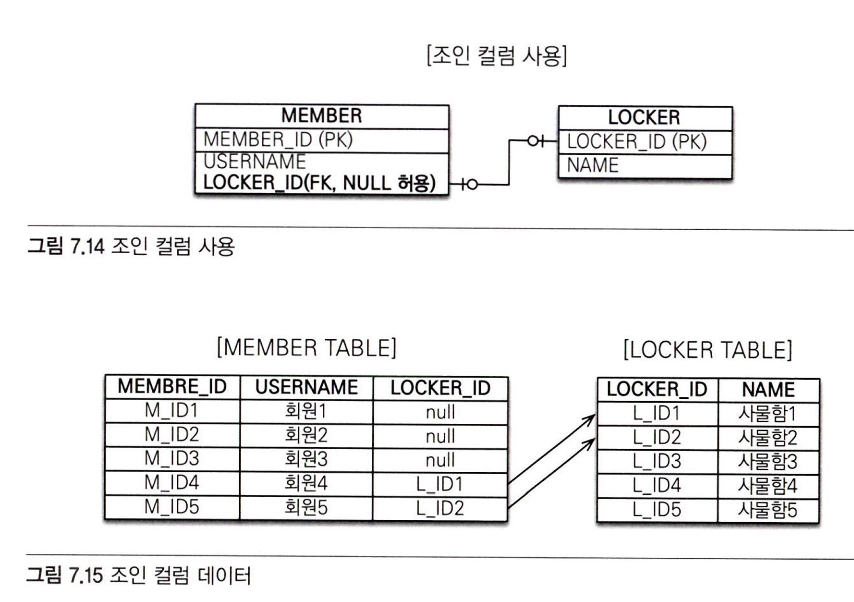 [조인 컬럼 사용]
MEMBER
MEMBER_ID (PK)
USERNAME
LOCKER_ID(FK, NULL 허용)
LOCKER
LOCKER_ID (PK)
NAME
그림 7.14 조인 컬럼 사용
[MEMBER TABLE]
MEMBRE_ID USERNAME LOCKER_ID
M_ID1 회원1 null
M_ID2 회원2 null
M_ID3 회원3 null
M_ID4 회원4 L_ID1
M_ID5 회원5 L_ID2
[LOCKER TABLE]
LOCKER_ID NAME
L_ID1 사물함1
L_ID2 사물함2
L_ID3 사물함3
L_ID4 사물함4
L_ID5 사물함5
그림 7.15 조인 컬럼 데이터